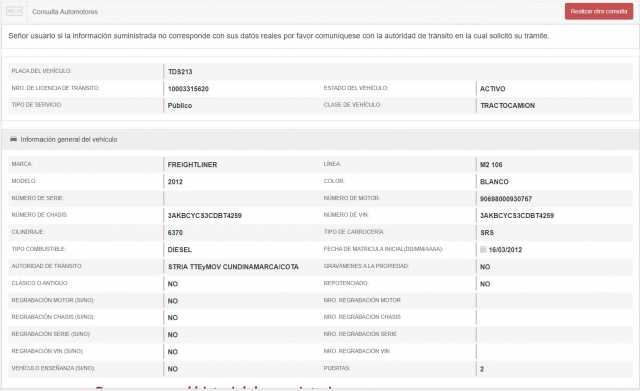 Consulta Automotores
Realizar otra consulta
Señor usuario si la información suministrada no corresponde con sus datos reales por favor comuníquese con la autoridad de tránsito en la cual solicitó su trámite.
PLACA DEL VEHÍCULO: TDS213
NRO. DE LICENCIA DE TRÁNSITO: 10003315620 ESTADO DEL VEHÍCULO: ACTIVO
TIPO DE SERVICIO: Público CLASE DE VEHÍCULO: TRACTOCAMION
Información general del vehículo
MARCA: FREIGHTLINER LÍNEA: M2 106
MODELO: 2012 COLOR: BLANCO
NÚMERO DE SERIE: NÚMERO DE MOTOR: 90698000930767
NÚMERO DE CHASIS: 3AKBCYCS3CDBT4259 NÚMERO DE VIN: 3AKBCYCS3CDBT4259
CILINDRAJE: 6370 TIPO DE CARROCERÍA: SRS
TIPO COMBUSTIBLE: DIESEL FECHA DE MATRICULA INICIAL(DD/MM/AAAA): 16/03/2012
AUTORIDAD DE TRÁNSITO: STRIA TTEyMOV CUNDINAMARCA/COTA GRAVÁMENES A LA PROPIEDAD: NO
CLÁSICO O ANTIGUO: NO REPOTENCIADO: NO
REGRABACIÓN MOTOR (SI/NO): NO NRO. REGRABACIÓN MOTOR
REGRABACIÓN CHASIS (SI/NO): NO NRO. REGRABACIÓN CHASIS
REGRABACIÓN SERIE (SI/NO): NO NRO. REGRABACIÓN SERIE
REGRABACIÓN VIN (SI/NO): NO NRO. REGRABACIÓN VIN
VEHÍCULO ENSEÑANZA (SI/NO): NO PUERTAS: 2